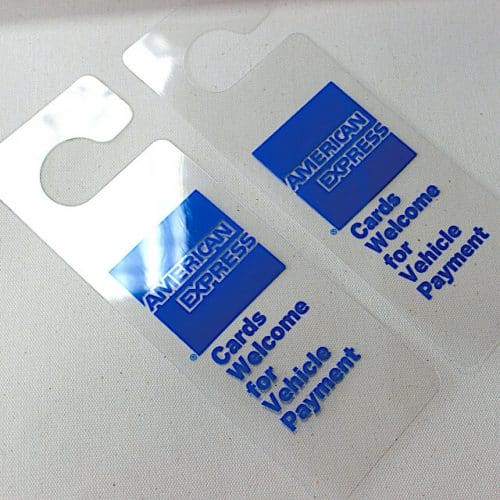 AMERICAN
EXPRESS
®
Cards
Welcome
for
Vehicle
Payment
AMERICAN
EXPRESS
®
Cards
Welcome
for
Vehicle
Payment